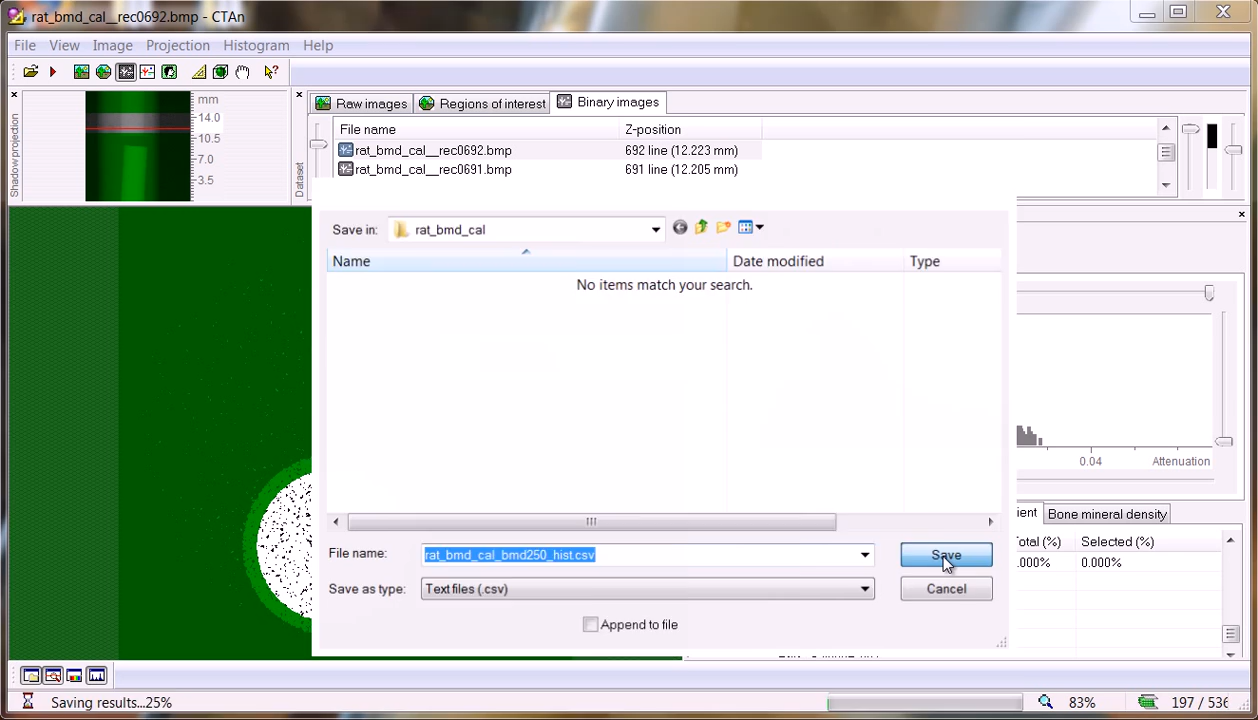 rat_bmd_cal__rec0692.bmp - CTAn
File View Image Projection Histogram Help
mm
14.0
10.5
7.0
3.5
Shadow projection
Dataset
Raw images Regions of interest Binary images
File name Z-position
rat_bmd_cal__rec0692.bmp 692 line (12.223 mm)
rat_bmd_cal__rec0691.bmp 691 line (12.205 mm)
Save in: rat_bmd_cal
Name Date modified Type
No items match your search.
File name: rat_bmd_cal_bmd250_hist.csv Save
Save as type: Text files (.csv) Cancel
Append to file
0.04 Attenuation
ient Bone mineral density
Total (%) Selected (%)
.000% 0.000%
Saving results...25% 83% 197 / 536